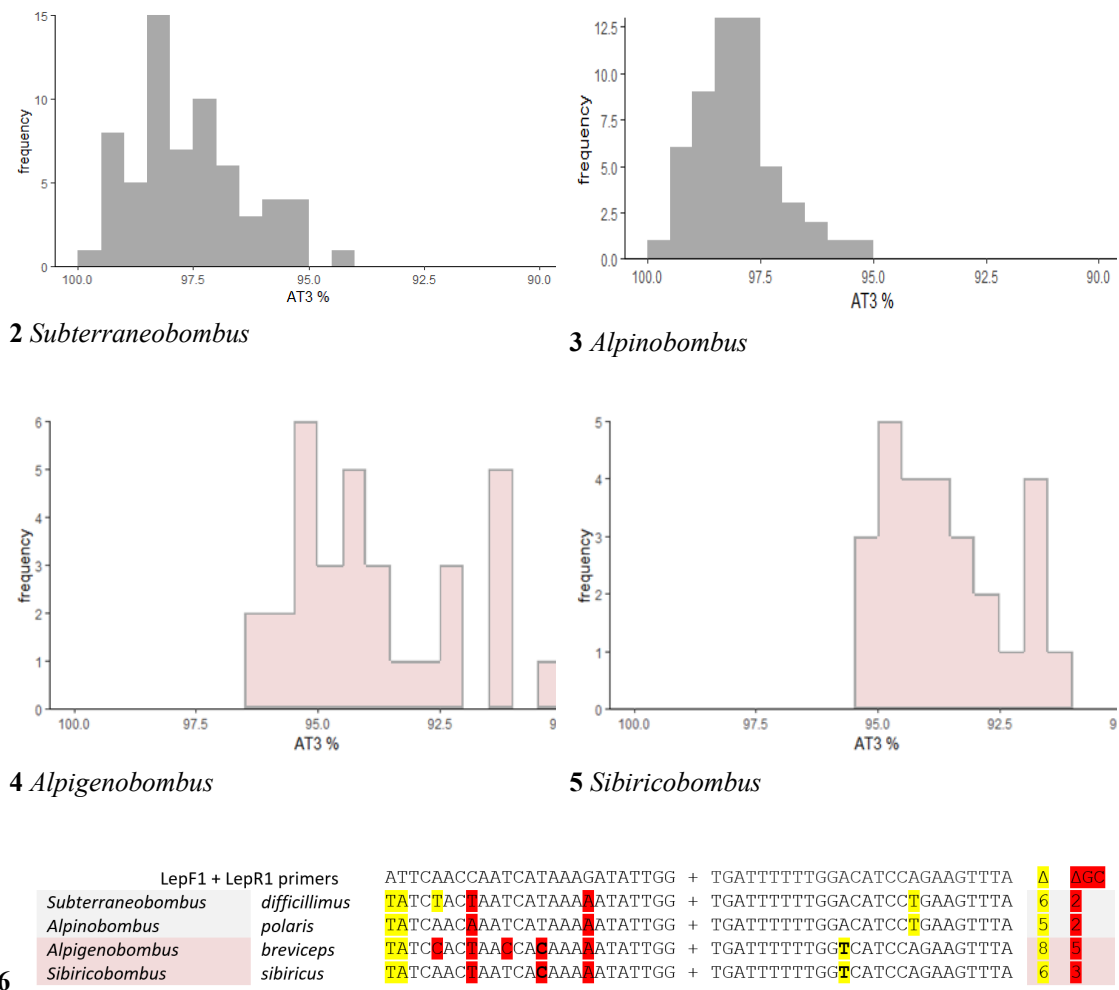 15
10
5
0
frequency
100.0 97.5 95.0 92.5 90.0
AT3 %
2 Subterraneobombus
12.5
10.0
7.5
5.0
2.5
0.0
frequency
100.0 97.5 95.0 92.5 90.0
AT3 %
3 Alpinobombus
6
5
4
3
2
1
0
frequency
100.0 97.5 95.0 92.5 9
AT3 %
4 Alpigenobombus
5
4
3
2
1
0
frequency
100.0 97.5 95.0 92.5 9
AT3 %
5 Sibiricobombus
LepF1 + LepR1 primers ATTCAACCAATCATAAAGATATTGG + TGATTTTTTGGACATCCAGAAGTTTA Δ ΔGC
Subterraneobombus difficillimus TATCTACTAATCATAAAAATATTGG + TGATTTTTTGGACATCCTGAAGTTTA 6 2
Alpinobombus polaris TATCAACAAATCATAAAAATATTGG + TGATTTTTTGGACATCCTGAAGTTTA 5 2
Alpigenobombus breviceps TATCCACTAACCACAAAAATATTGG + TGATTTTTTGGTCATCCAGAAGTTTA 8 5
Sibiricobombus sibiricus TATCAACTAATCACAAAAATATTGG + TGATTTTTTGGTCATCCAGAAGTTTA 6 3
6